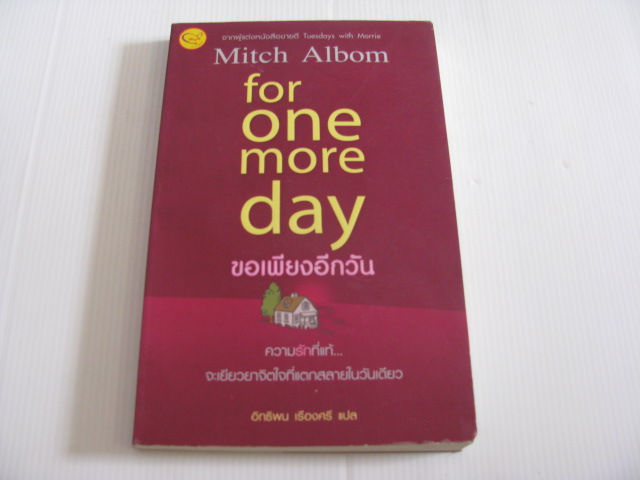 จากผู้แต่งหนังสือขายดี Tuesdays with Morrie
Mitch Albom
for
one
more
day
ขอเพียงอีกวัน
ความรักที่แท้...
จะเยียวยาจิตใจที่แตกสลายในวันเดียว
อิทธิพน เรืองศรี แปล